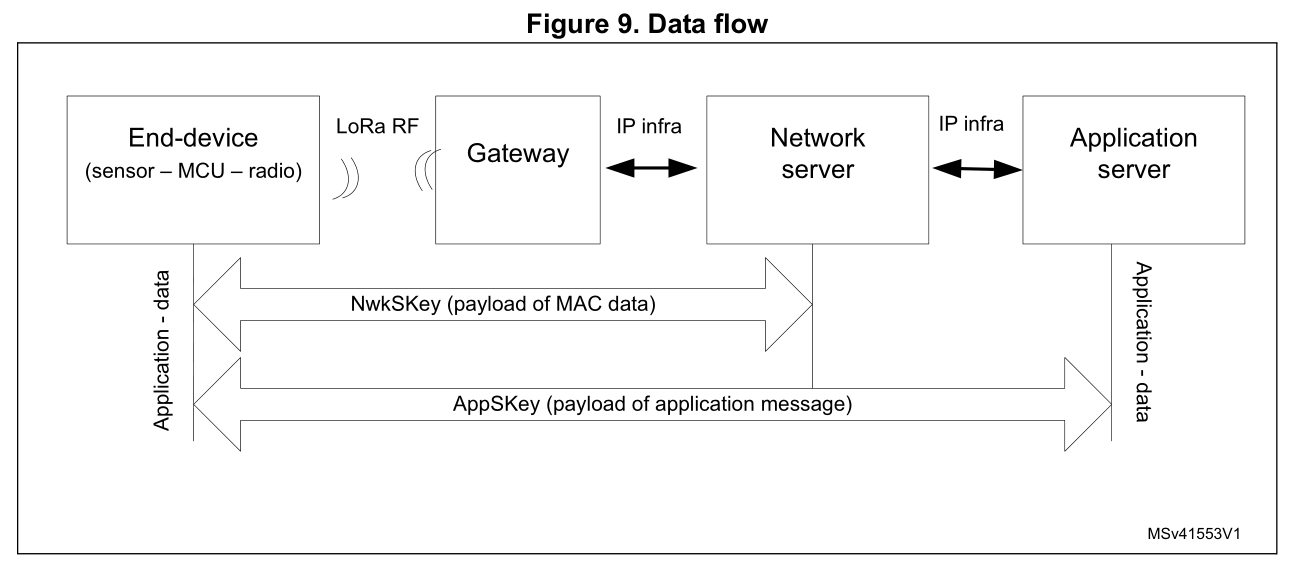 Figure 9. Data flow
End-device
(sensor – MCU – radio)
LoRa RF
Gateway
IP infra
Network
server
IP infra
Application
server
Application - data
NwkSKey (payload of MAC data)
AppSKey (payload of application message)
Application - data
MSv41553V1